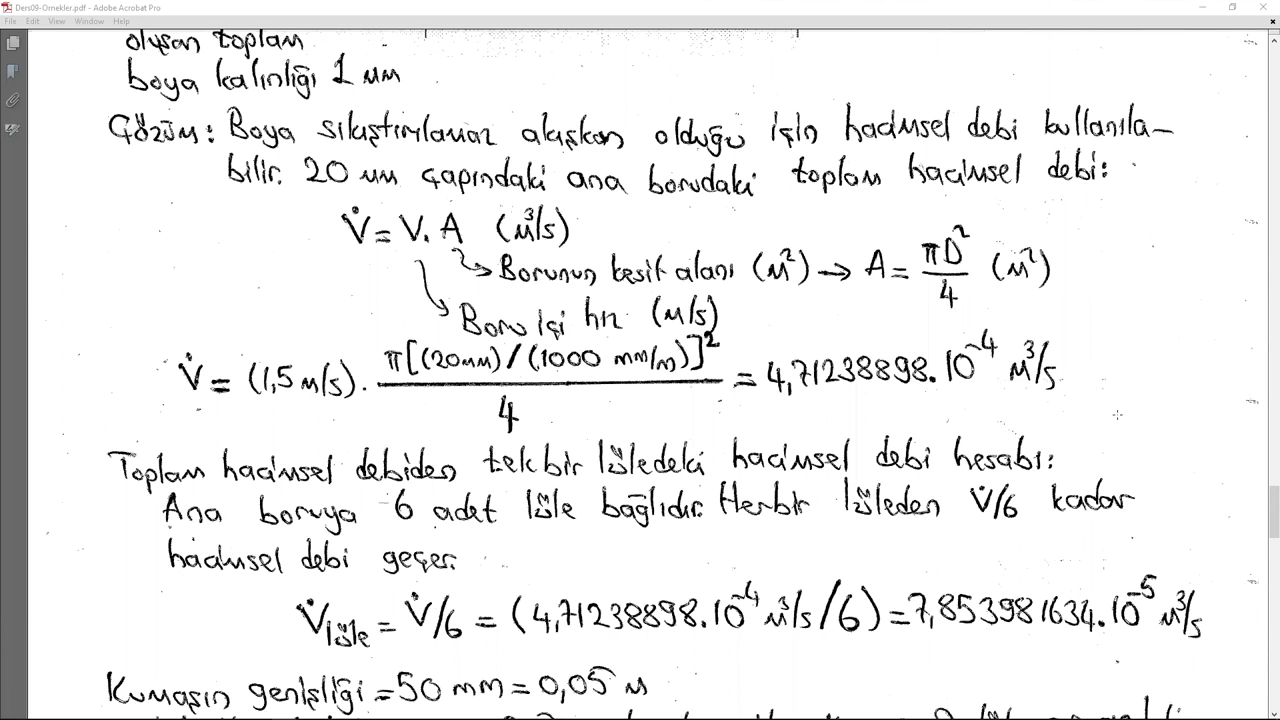 Ders09-Ornekler.pdf - Adobe Acrobat Pro
File Edit View Window Help
oluşan toplam
boya kalınlığı 1 mm
Çözüm: Boya sıkıştırılamaz akışkan olduğu için hacimsel debi kullanıla-
bilir. 20 mm çapındaki ana borudaki toplam hacimsel debi:
V̇ = V. A (m³/s)
Borunun kesit alanı (m²) → A = πD²/4 (m²)
Boru içi hız (m/s)
V̇ = (1,5 m/s). π[(20mm)/(1000 mm/m)]²/4 = 4,71238898.10⁻⁴ m³/s
Toplam hacimsel debiden tek bir lüledeki hacimsel debi hesabı:
Ana boruya 6 adet lüle bağlıdır. Herbir lüleden V̇/6 kadar
hacimsel debi geçer.
V̇lüle = V̇/6 = (4,71238898.10⁻⁴ m³/s/6) = 7,853981634.10⁻⁵ m³/s
Kumaşın genişliği = 50 mm = 0,05 m